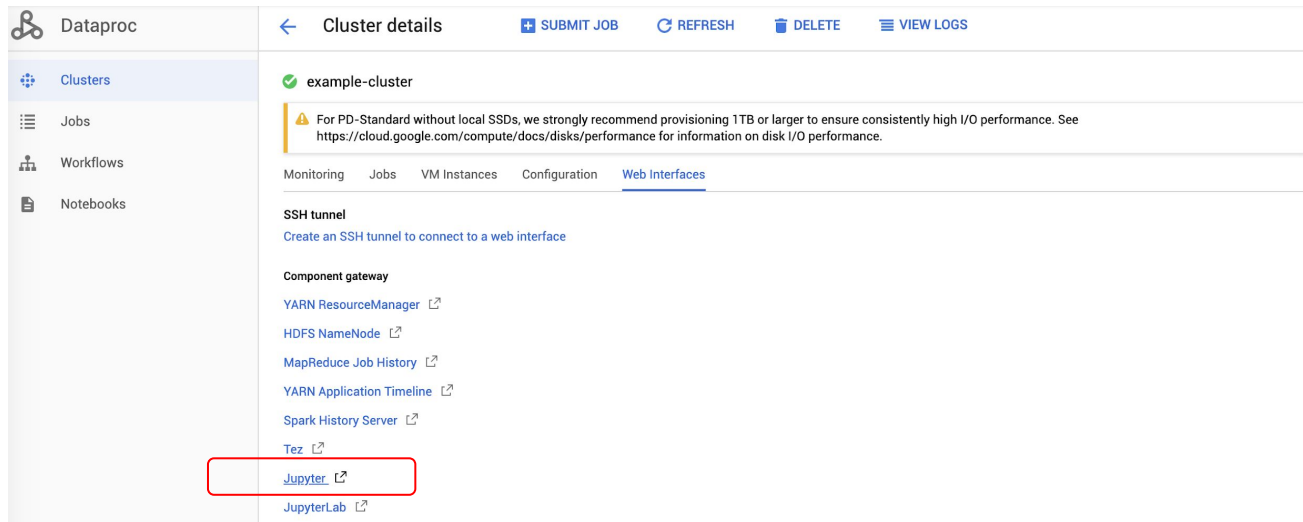 Dataproc
Cluster details
SUBMIT JOB
REFRESH
DELETE
VIEW LOGS
Clusters
Jobs
Workflows
Notebooks
example-cluster
For PD-Standard without local SSDs, we strongly recommend provisioning 1TB or larger to ensure consistently high I/O performance. See
https://cloud.google.com/compute/docs/disks/performance for information on disk I/O performance.
Monitoring
Jobs
VM Instances
Configuration
Web Interfaces
SSH tunnel
Create an SSH tunnel to connect to a web interface
Component gateway
YARN ResourceManager
HDFS NameNode
MapReduce Job History
YARN Application Timeline
Spark History Server
Tez
Jupyter
JupyterLab